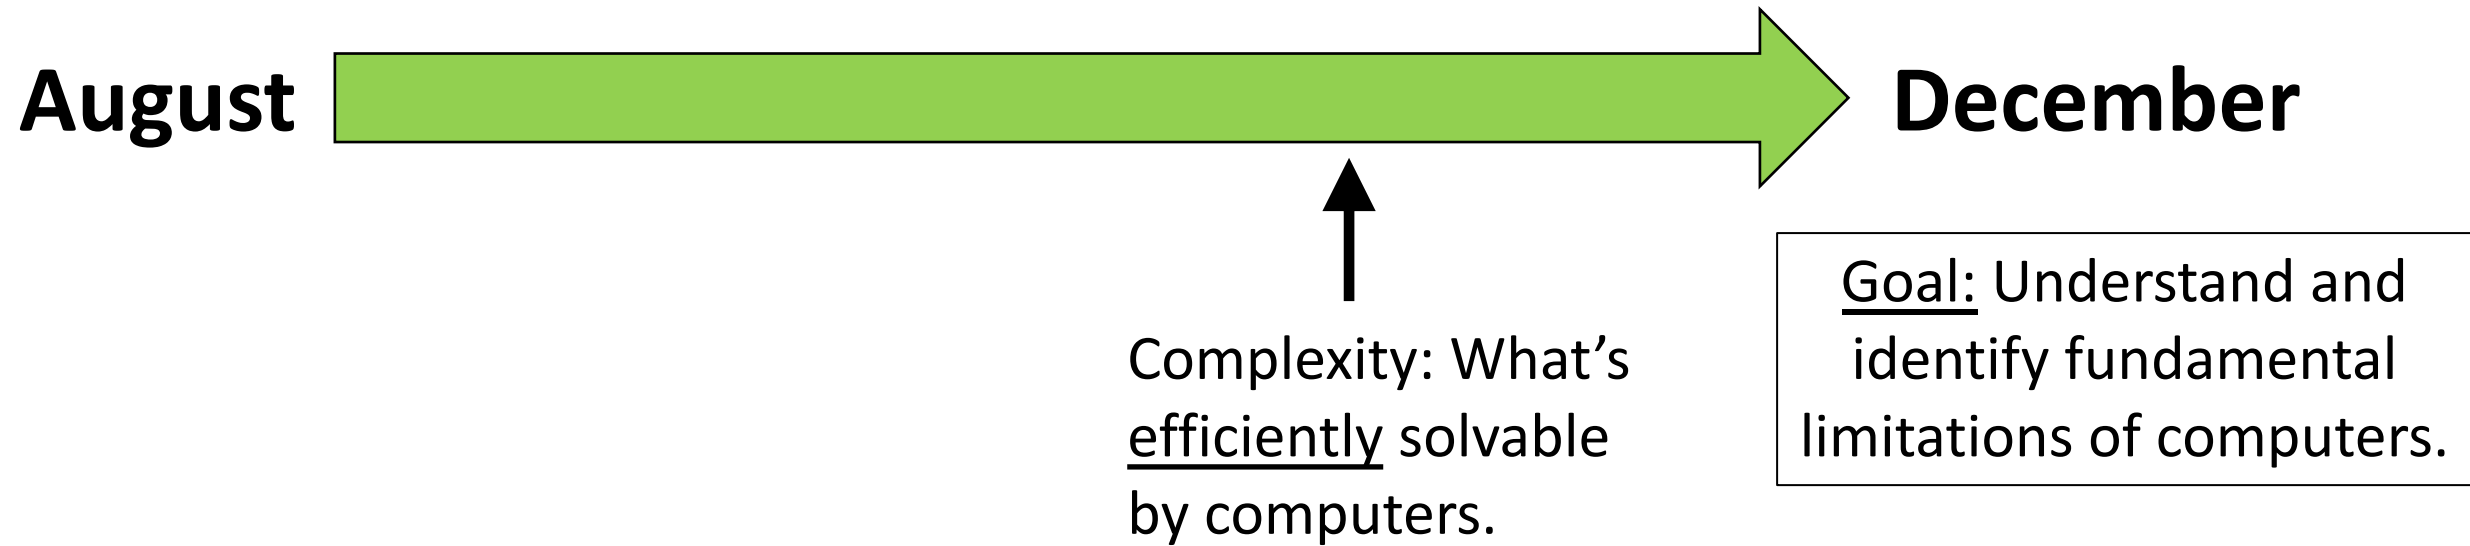 August
December
Complexity: What’s
efficiently solvable
by computers.
Goal: Understand and
identify fundamental
limitations of computers.